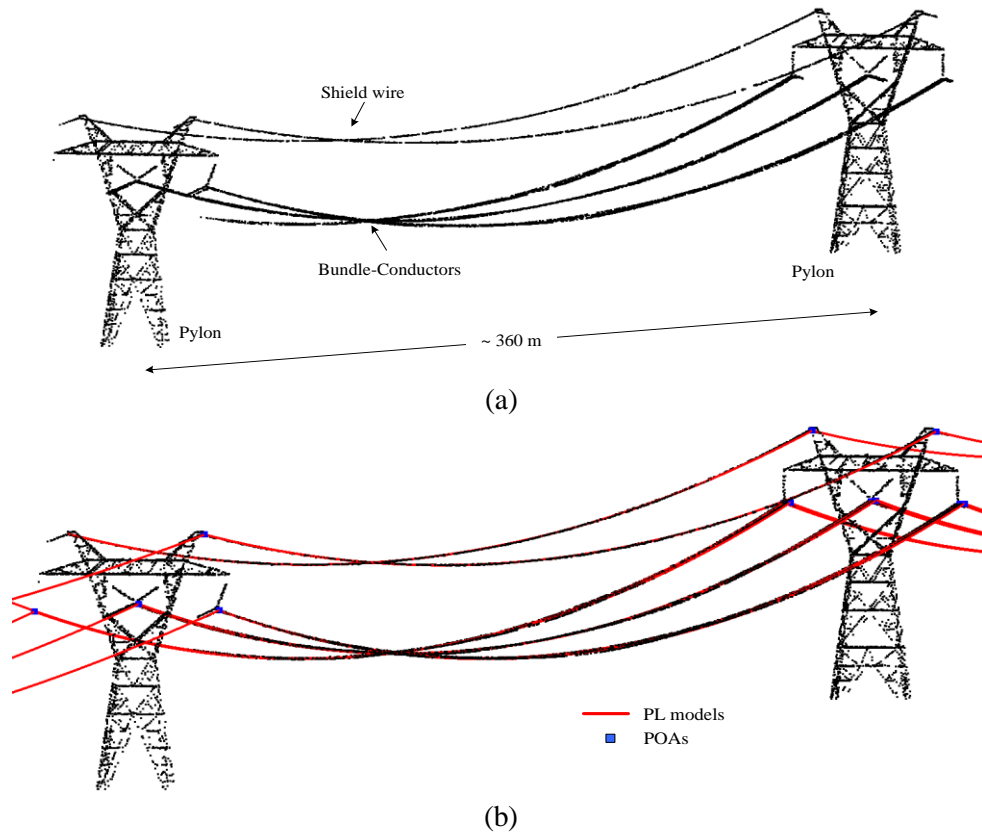 Shield wire
Bundle-Conductors
Pylon
Pylon
~ 360 m
(a)
PL models
POAs
(b)